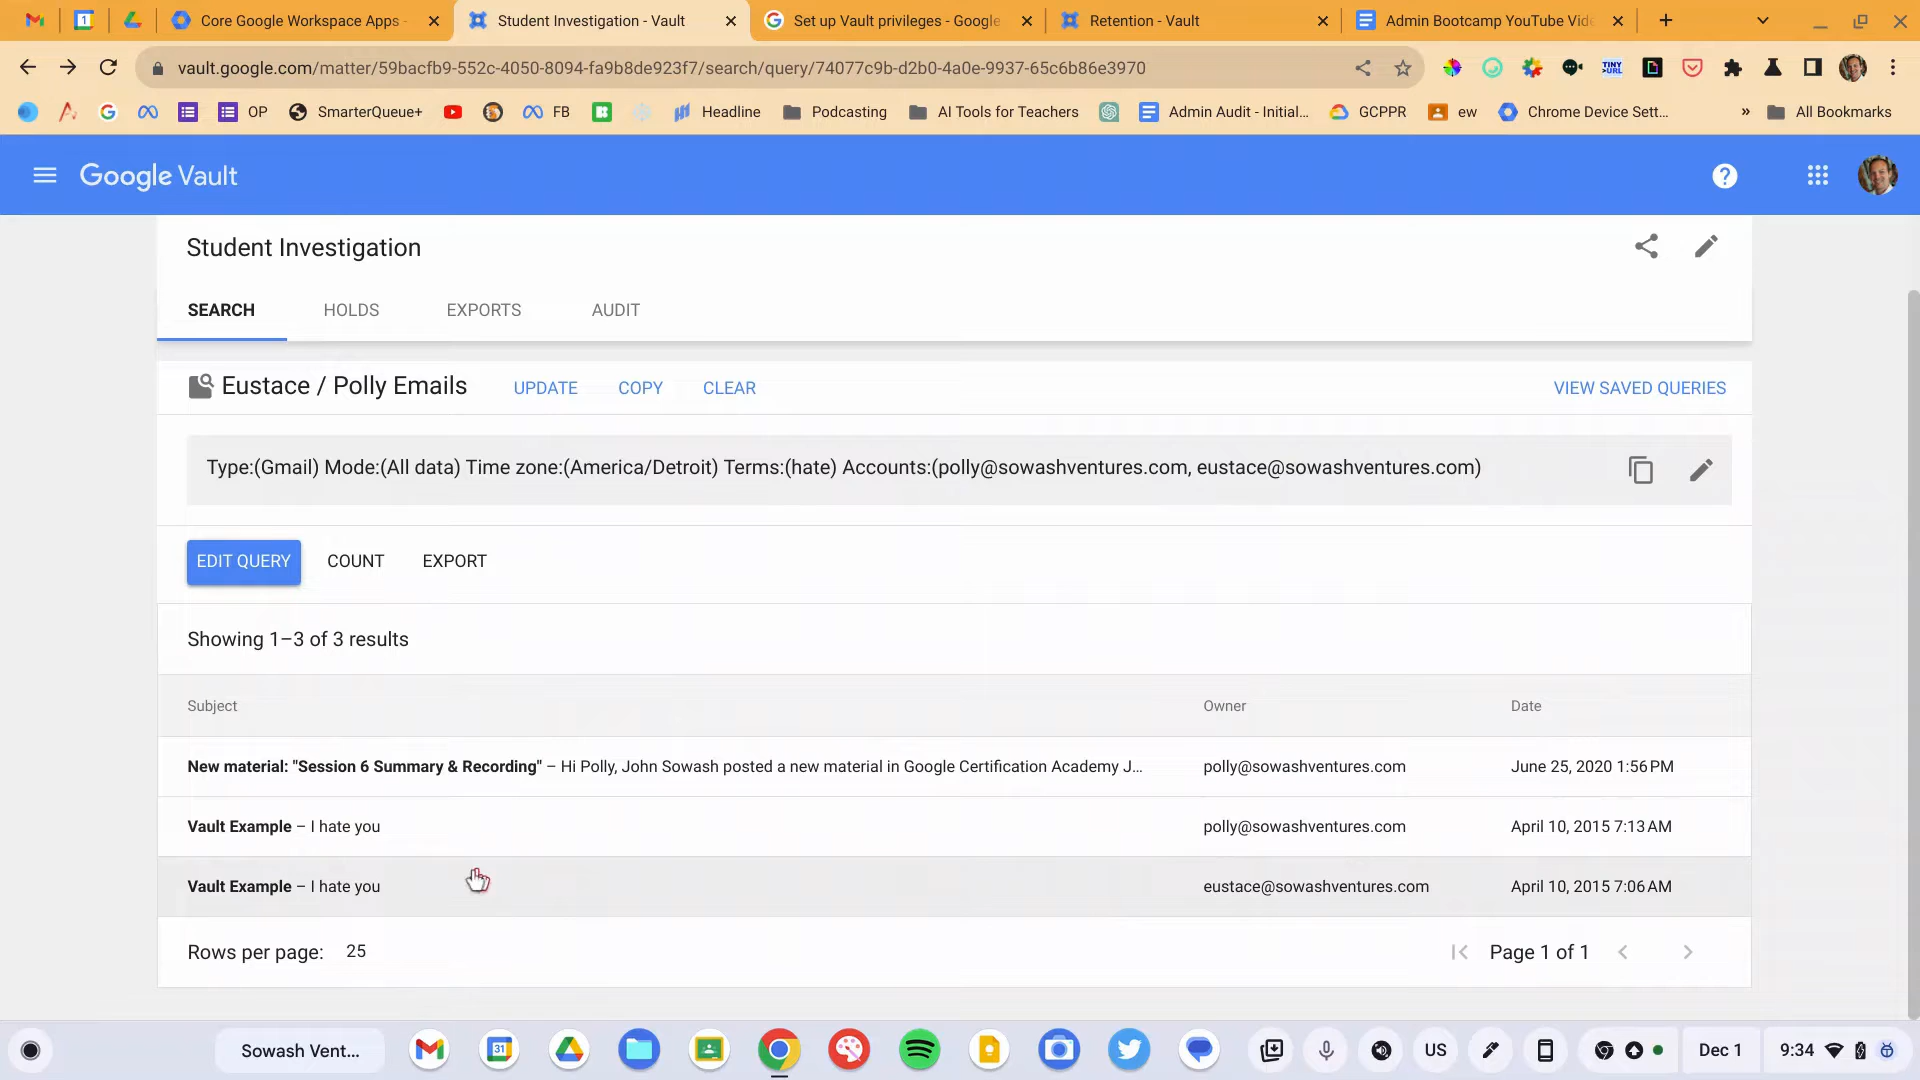 Core Google Workspace Apps -
Student Investigation - Vault
Set up Vault privileges - Google
Retention - Vault
Admin Bootcamp YouTube Vide
vault.google.com/matter/59bacfb9-552c-4050-8094-fa9b8de923f7/search/query/74077c9b-d2b0-4a0e-9937-65c6b86e3970
TINY
URL
OP
SmarterQueue+
FB
Headline
Podcasting
AI Tools for Teachers
Admin Audit - Initial...
GCPPR
ew
Chrome Device Sett...
»
All Bookmarks
Google Vault
Student Investigation
SEARCH
HOLDS
EXPORTS
AUDIT
Eustace / Polly Emails
UPDATE
COPY
CLEAR
VIEW SAVED QUERIES
Type:(Gmail) Mode:(All data) Time zone:(America/Detroit) Terms:(hate) Accounts:(polly@sowashventures.com, eustace@sowashventures.com)
EDIT QUERY
COUNT
EXPORT
Showing 1–3 of 3 results
Subject
Owner
Date
New material: "Session 6 Summary & Recording" – Hi Polly, John Sowash posted a new material in Google Certification Academy J...
polly@sowashventures.com
June 25, 2020 1:56 PM
Vault Example – I hate you
polly@sowashventures.com
April 10, 2015 7:13 AM
Vault Example – I hate you
eustace@sowashventures.com
April 10, 2015 7:06 AM
Rows per page: 25
Page 1 of 1
Sowash Vent...
31
US
Dec 1
9:34